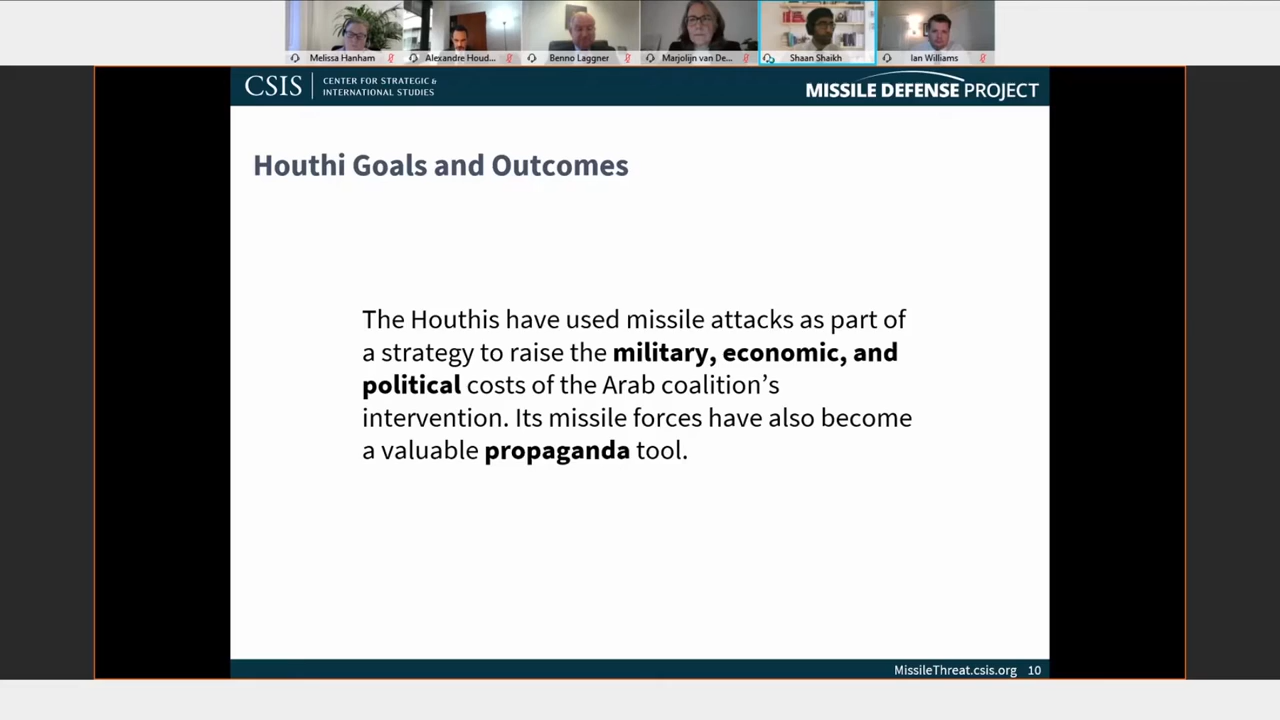 Melissa Hanham
Alexandre Houd...
Benno Laggner
Marjolijn van De...
Shaan Shaikh
Ian Williams
CSIS
CENTER FOR STRATEGIC &
INTERNATIONAL STUDIES
MISSILE DEFENSE PROJECT
Houthi Goals and Outcomes
The Houthis have used missile attacks as part of
a strategy to raise the military, economic, and
political costs of the Arab coalition’s
intervention. Its missile forces have also become
a valuable propaganda tool.
MissileThreat.csis.org 10